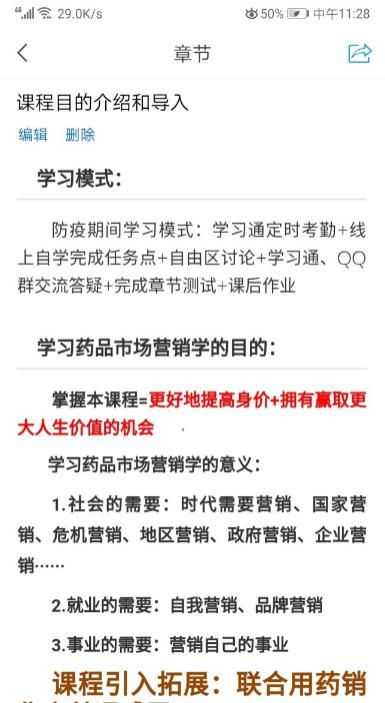 29.0K/s 50% 中午11:28
章节
课程目的介绍和导入
编辑 删除
学习模式：
防疫期间学习模式：学习通定时考勤+线
上自学完成任务点+自由区讨论+学习通、QQ
群交流答疑+完成章节测试+课后作业
学习药品市场营销学的目的：
掌握本课程=更好地提高身价+拥有赢取更
大人生价值的机会
学习药品市场营销学的意义：
1.社会的需要：时代需要营销、国家营
销、危机营销、地区营销、政府营销、企业营
销……
2.就业的需要：自我营销、品牌营销
3.事业的需要：营销自己的事业
课程引入拓展：联合用药销